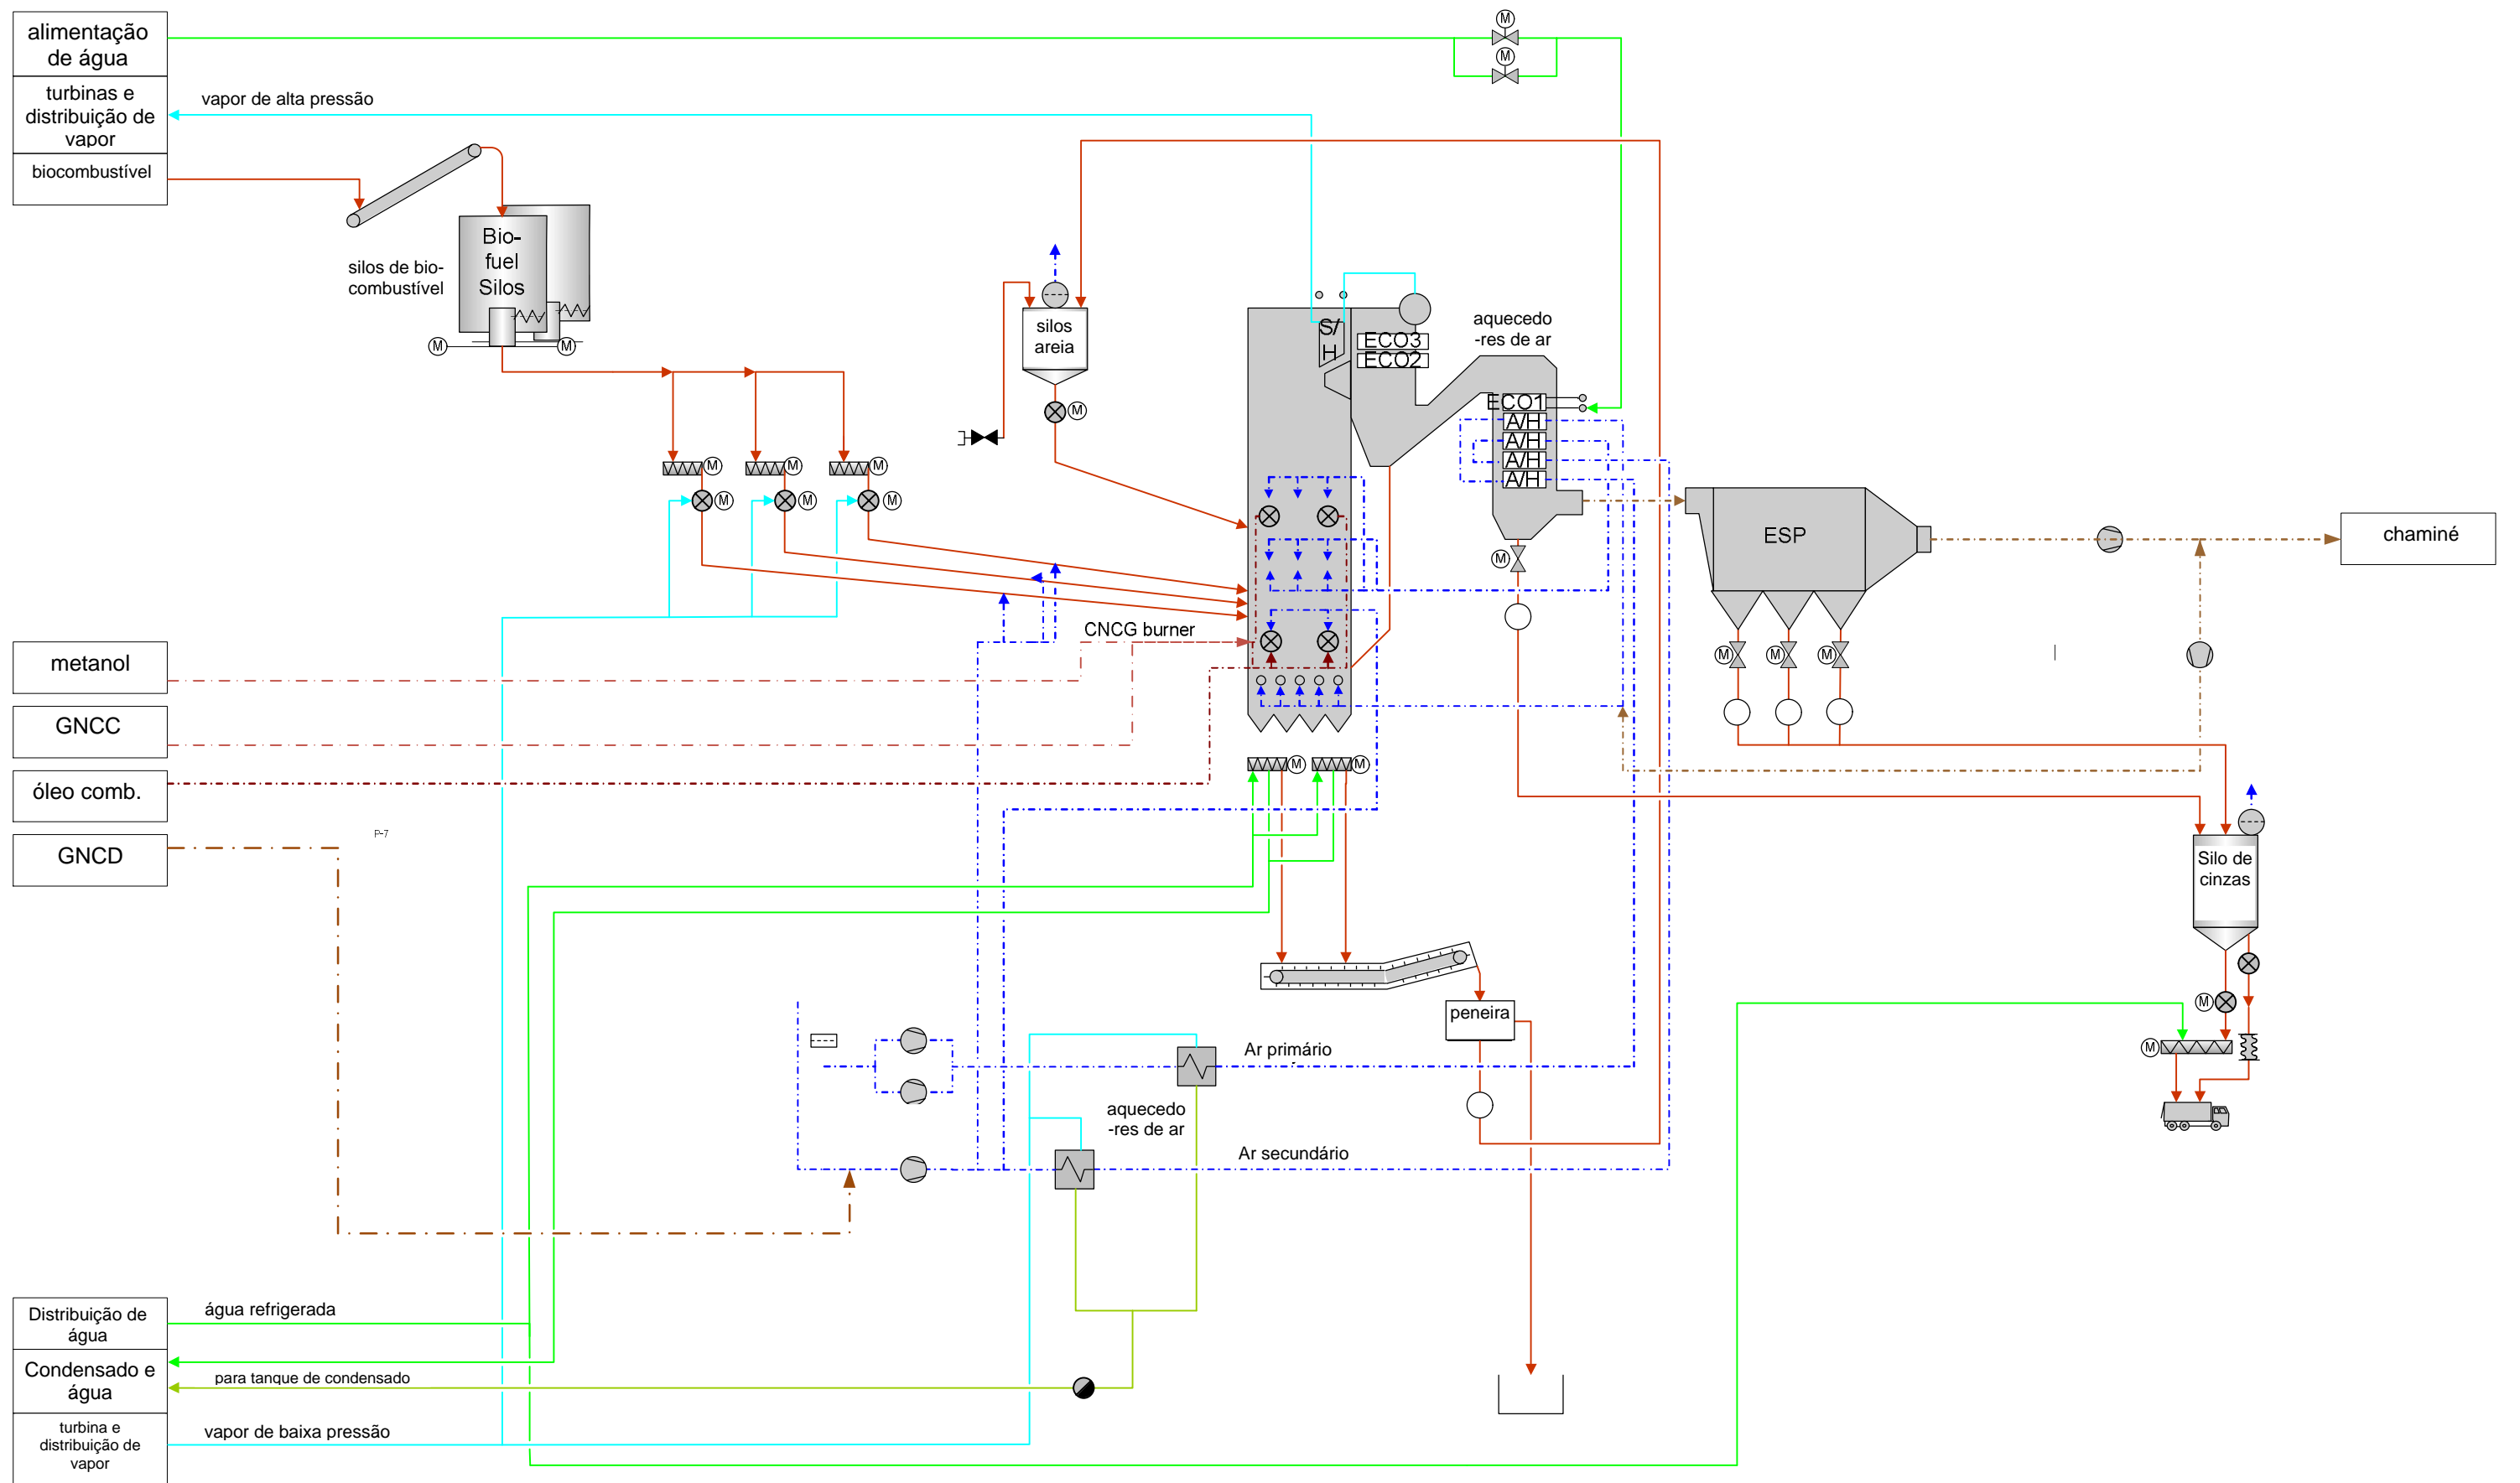 alimentação
de água
turbinas e
distribuição de
vapor
biocombustível
vapor de alta pressão
M
M
Bio-
fuel
Silos
silos de bio-
combustível
M
M
silos
areia
M
S/
H
ECO3
ECO2
aquecedo
-res de ar
ECO1
A/H
A/H
A/H
A/H
M
M
M
M
M
M
M
ESP
chaminé
CNCG burner
M
M
M
metanol
GNCC
óleo comb.
GNCD
P-7
M
M
Silo de
cinzas
M
M
peneira
Ar primário
aquecedo
-res de ar
Ar secundário
Distribuição de
água
água refrigerada
Condensado e
água
para tanque de condensado
turbina e
distribuição de
vapor
vapor de baixa pressão